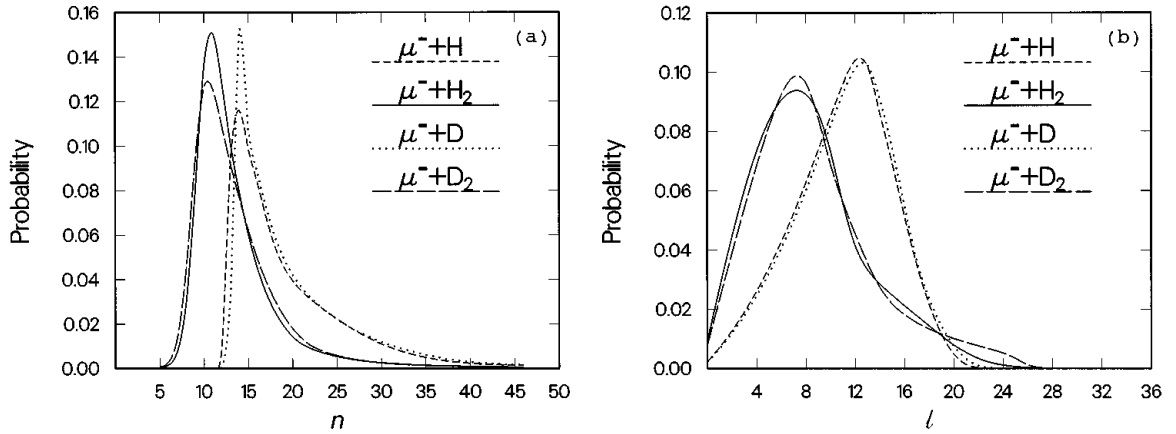 0.16
0.14
0.12
0.10
0.08
0.06
0.04
0.02
0.00
Probability
5 10 15 20 25 30 35 40 45 50
n
(a)
μ⁻+H
μ⁻+H₂
μ⁻+D
μ⁻+D₂
0.12
0.10
0.08
0.06
0.04
0.02
0.00
Probability
4 8 12 16 20 24 28 32 36
l
(b)
μ⁻+H
μ⁻+H₂
μ⁻+D
μ⁻+D₂